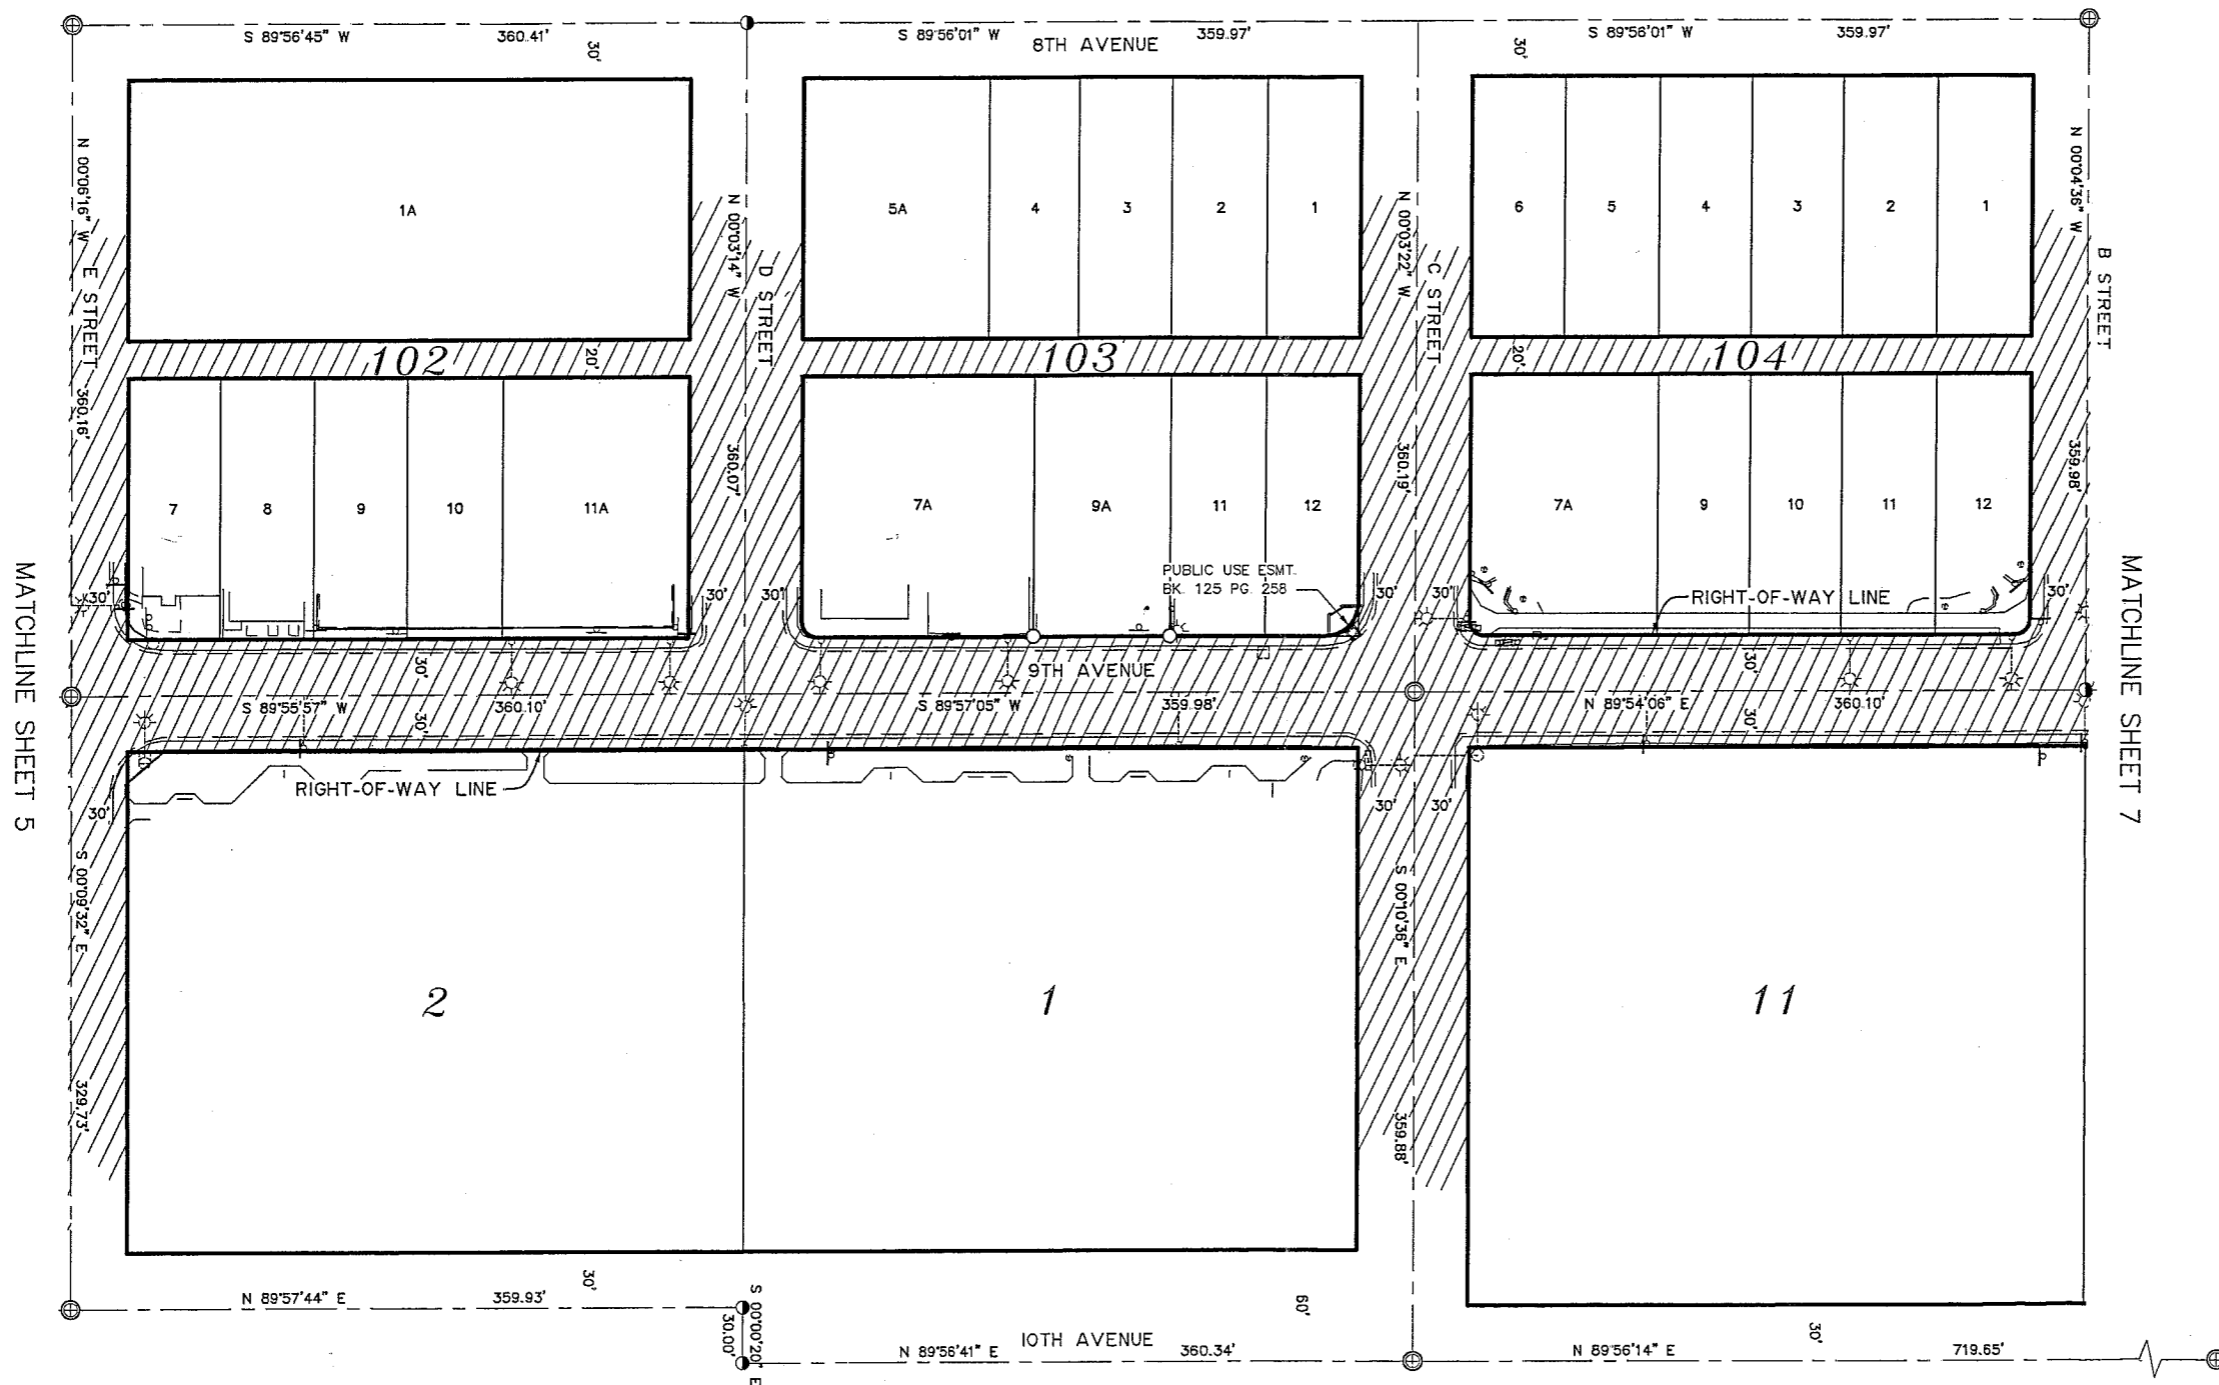 S 89°56'45" W 360.41'
30'
S 89°56'01" W 359.97'
8TH AVENUE
S 89°56'01" W 359.97'
30'
N 00°06'16" W 360.16'
E STREET
1A
N 00°03'14" W 360.07'
D STREET
5A 4 3 2 1
N 00°03'22" W 360.19'
C STREET
6 5 4 3 2 1
N 00°04'36" W 359.98'
B STREET
102 20'
103
20' 104
7 8 9 10 11A
7A 9A 11 12
7A 9 10 11 12
PUBLIC USE ESMT.
BK. 125 PG. 258
RIGHT-OF-WAY LINE
30' 30' 30' 30' 30' 30'
MATCHLINE SHEET 5
MATCHLINE SHEET 7
30'
9TH AVENUE
30'
S 89°55'57" W 360.10'
S 89°57'05" W 359.98'
N 89°54'06" E 360.10'
30'
30'
RIGHT-OF-WAY LINE
30' 30' 30'
S 00°09'32" E 329.73'
S 00°10'36" E 359.88'
2 1 11
30'
N 89°57'44" E 359.93'
S 00°00'20" E
30.00'
60'
10TH AVENUE
N 89°56'41" E 360.34'
30'
N 89°56'14" E 719.65'